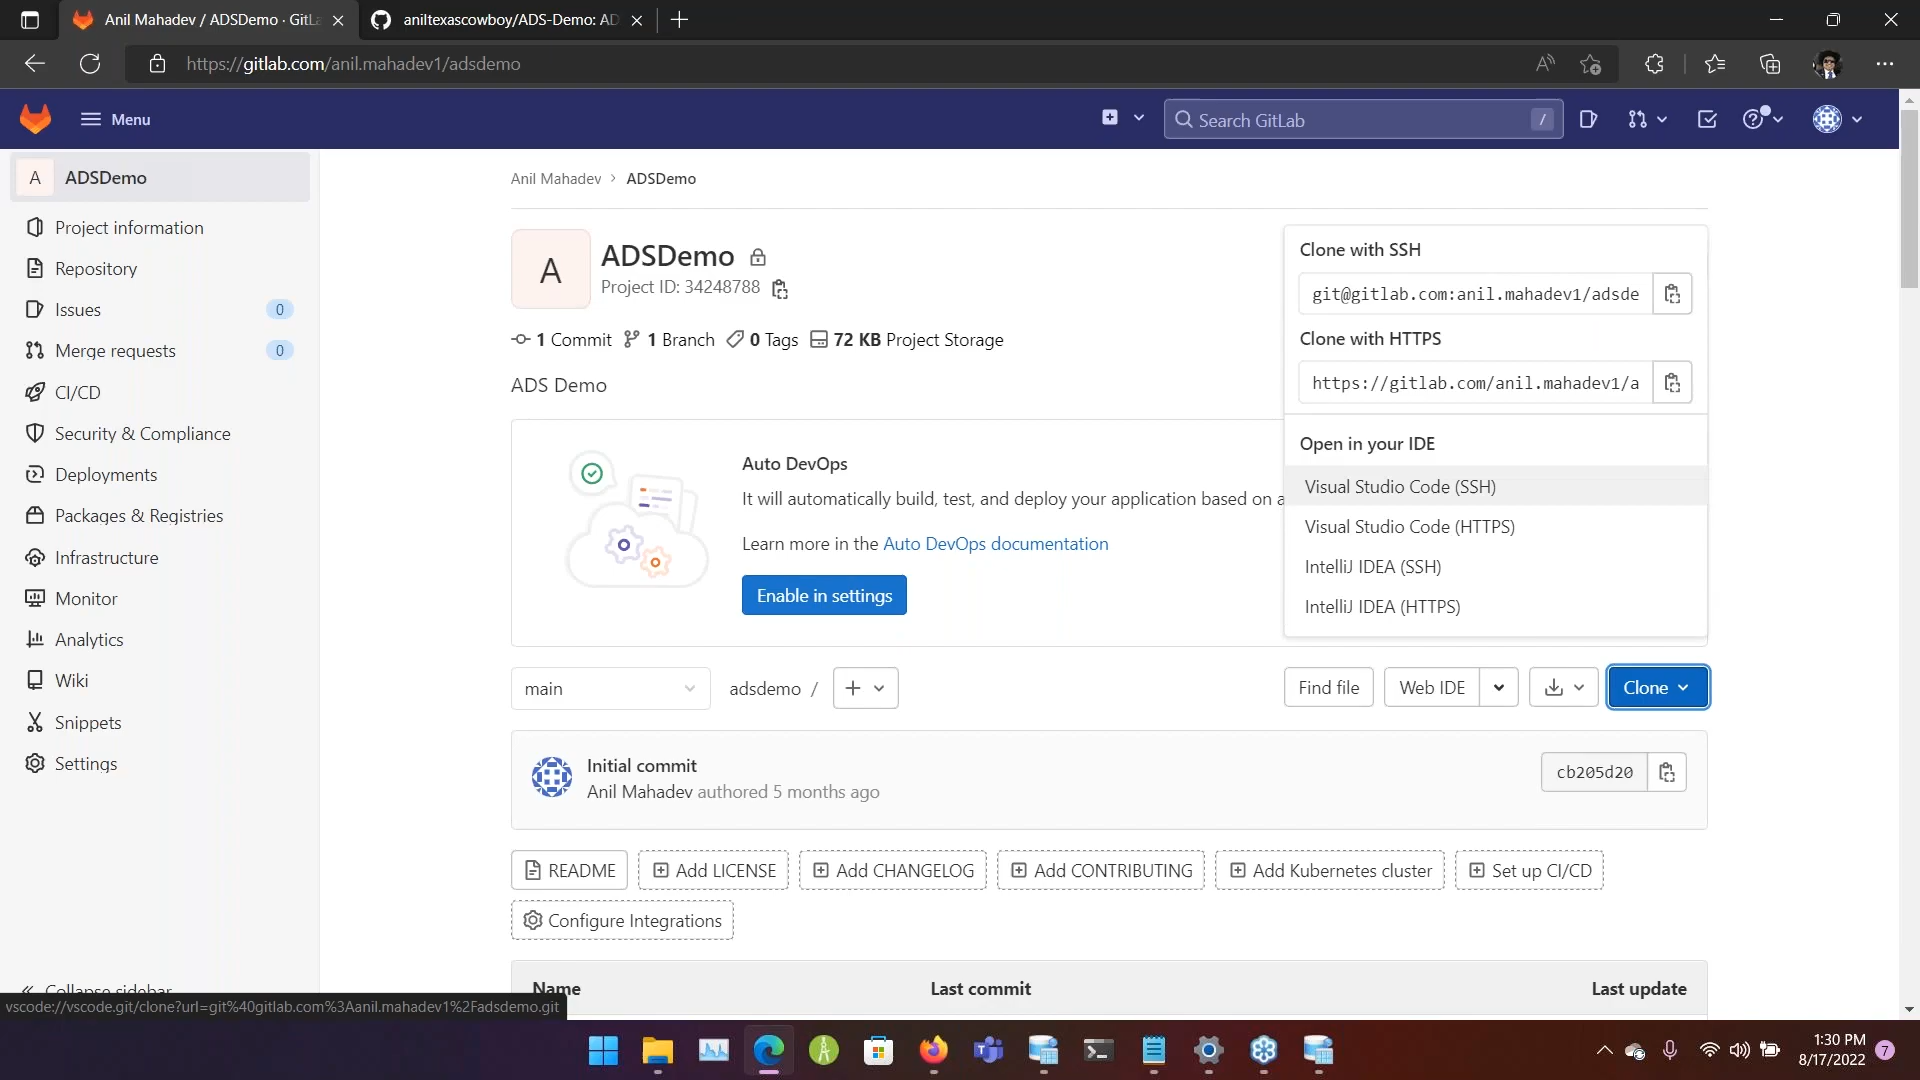 Anil Mahadev / ADSDemo · GitLa
aniltexascowboy/ADS-Demo: AD
https://gitlab.com/anil.mahadev1/adsdemo
Menu
Search GitLab
/
A
ADSDemo
Project information
Repository
Issues
0
Merge requests
0
CI/CD
Security & Compliance
Deployments
Packages & Registries
Infrastructure
Monitor
Analytics
Wiki
Snippets
Settings
Collapse sidebar
vscode://vscode.git/clone?url=git%40gitlab.com%3Aanil.mahadev1%2Fadsdemo.git
Anil Mahadev › ADSDemo
A
ADSDemo
Project ID: 34248788
1 Commit
1 Branch
0 Tags
72 KB Project Storage
ADS Demo
Auto DevOps
It will automatically build, test, and deploy your application based on a
Learn more in the Auto DevOps documentation
Enable in settings
Clone with SSH
git@gitlab.com:anil.mahadev1/adsde
Clone with HTTPS
https://gitlab.com/anil.mahadev1/a
Open in your IDE
Visual Studio Code (SSH)
Visual Studio Code (HTTPS)
IntelliJ IDEA (SSH)
IntelliJ IDEA (HTTPS)
main
adsdemo /
Find file
Web IDE
Clone
Initial commit
Anil Mahadev authored 5 months ago
cb205d20
README
Add LICENSE
Add CHANGELOG
Add CONTRIBUTING
Add Kubernetes cluster
Set up CI/CD
Configure Integrations
Name
Last commit
Last update
1:30 PM
8/17/2022
7